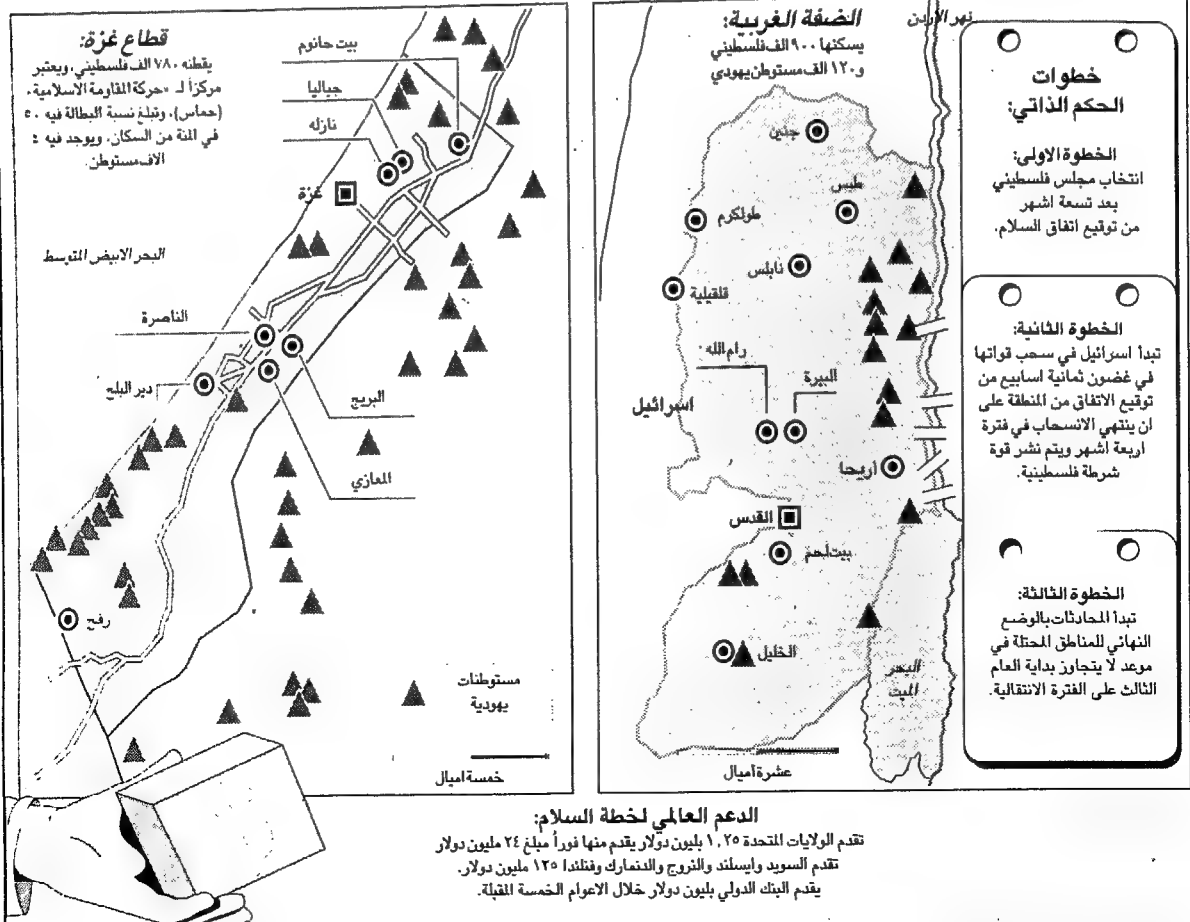 نهر الأردن
خطوات
الحكم الذاتي:
الخطوة الاولى:
انتخاب مجلس فلسطيني
بعد تسعة اشهر
من توقيع اتفاق السلام.
الخطوة الثانية:
تبدأ اسرائيل في سحب قواتها
في غضون ثمانية اسابيع من
توقيع الاتفاق من المنطقة على
ان ينتهي الانسحاب في فترة
اربعة اشهر ويتم نشر قوة
شرطة فلسطينية.
الخطوة الثالثة:
تبدأ المحادثات بالوضع
النهائي للمناطق المحتلة في
موعد لا يتجاوز بداية العام
الثالث على الفترة الانتقالية.
الضفة الغربية:
يسكنها ٩٠٠ الف فلسطيني
و١٢٠ الف مستوطن يهودي
جنين
طبس
طولكرم
نابلس
قلقيلية
رام الله
البيرة
اسرائيل
اريحا
القدس
بيت لحم
الخليل
البحر
الميت
عشرة اميال
قطاع غزة:
يقطنه ٧٨٠ الف فلسطيني، ويعتبر
مركزاً لـ «حركة المقاومة الاسلامية»
(حماس)، وتبلغ نسبة البطالة فيه ٥٠
في المئة من السكان. ويوجد فيه ٤
الاف مستوطن.
بيت حانوم
جباليا
نازله
غزة
البحر الابيض المتوسط
الناصرة
دير البلح
البريج
المعازي
رفح
مستوطنات
يهودية
خمسة اميال
الدعم العالمي لخطة السلام:
تقدم الولايات المتحدة ١,٢٥ بليون دولار يقدم منها فوراً مبلغ ٢٤ مليون دولار
تقدم السويد وايسلند والنروج والدنمارك وفنلندا ١٢٥ مليون دولار.
يقدم البنك الدولي بليون دولار خلال الاعوام الخمسة المقبلة.